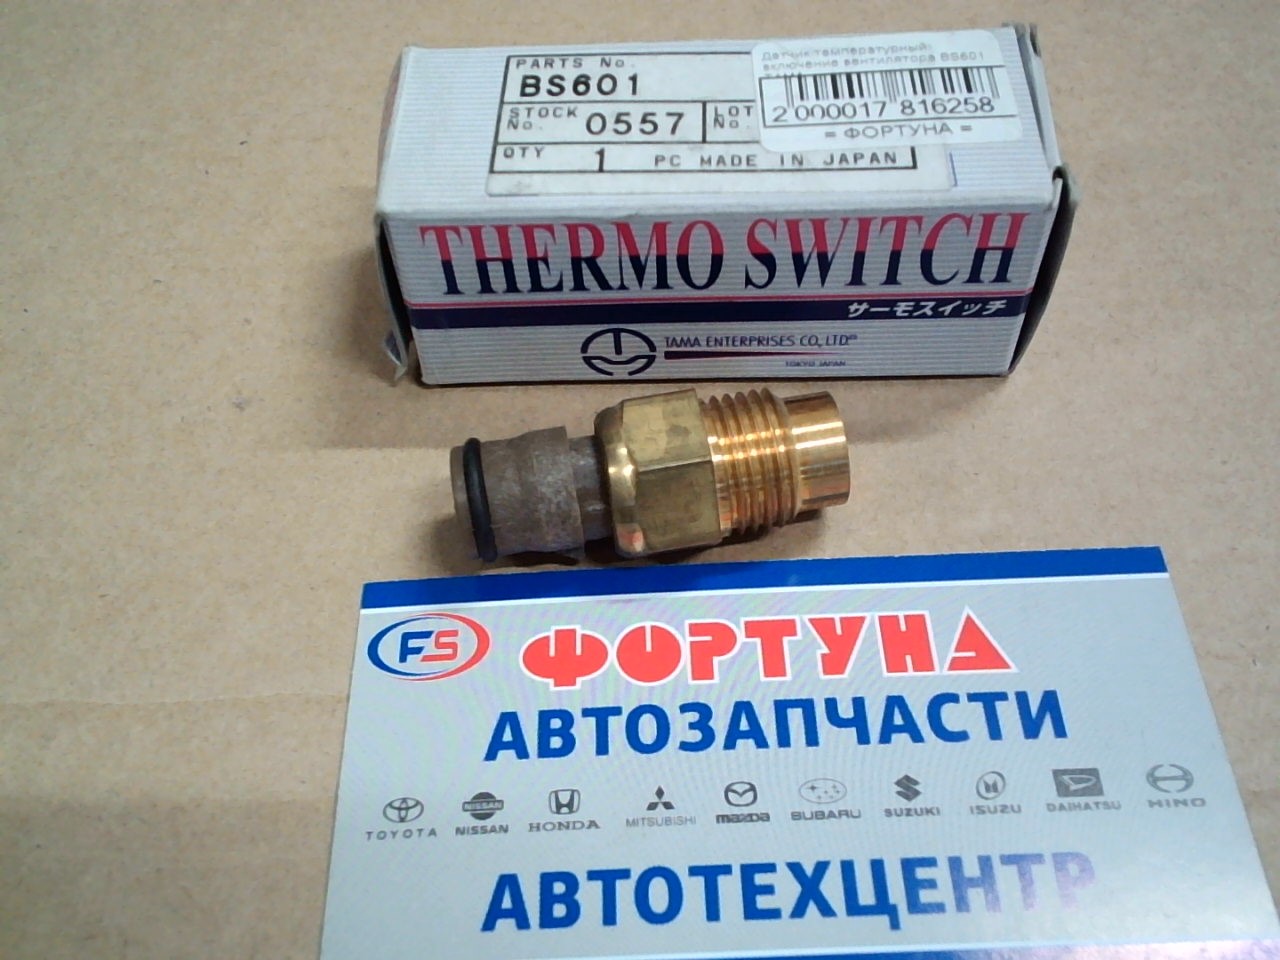 PARTS No.
BS601
STOCK No. 0557 LOT No.
QTY 1 PC MADE IN JAPAN
Датчик температурный:
включение вентилятора BS601
2 000017 816258
= ФОРТУНА =
THERMO SWITCH
サーモスイッチ
TAMA ENTERPRISES CO., LTD.
TOKYO JAPAN
FS ФОРТУНА
АВТОЗАПЧАСТИ
TOYOTA NISSAN HONDA MITSUBISHI mazda SUBARU SUZUKI ISUZU DAIHATSU HINO
NISSAN
АВТОТЕХЦЕНТР